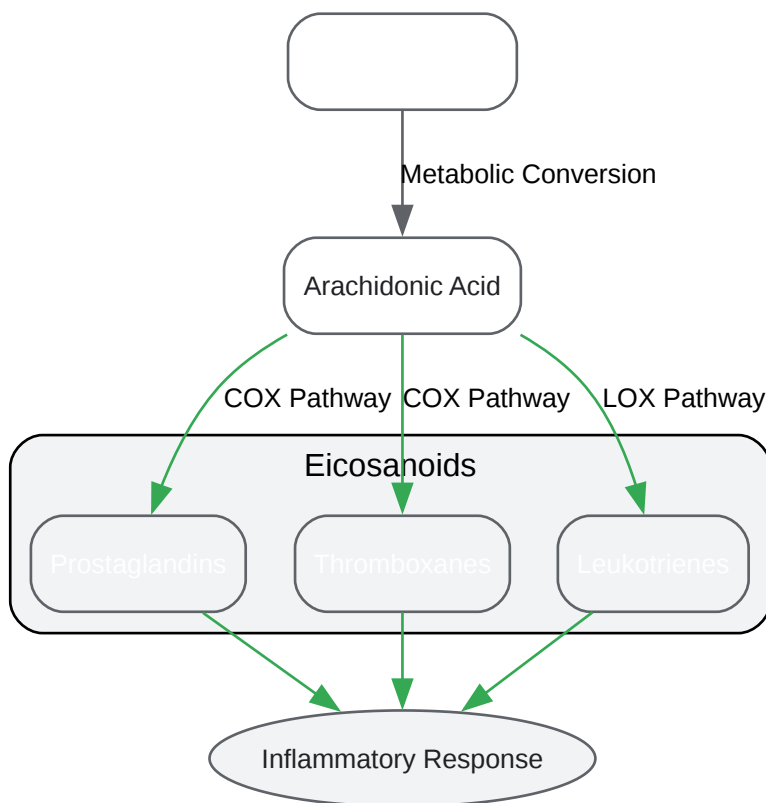 Metabolic Conversion
Arachidonic Acid
COX Pathway
COX Pathway
LOX Pathway
Eicosanoids
Prostaglandins
Thromboxanes
Leukotrienes
Inflammatory Response